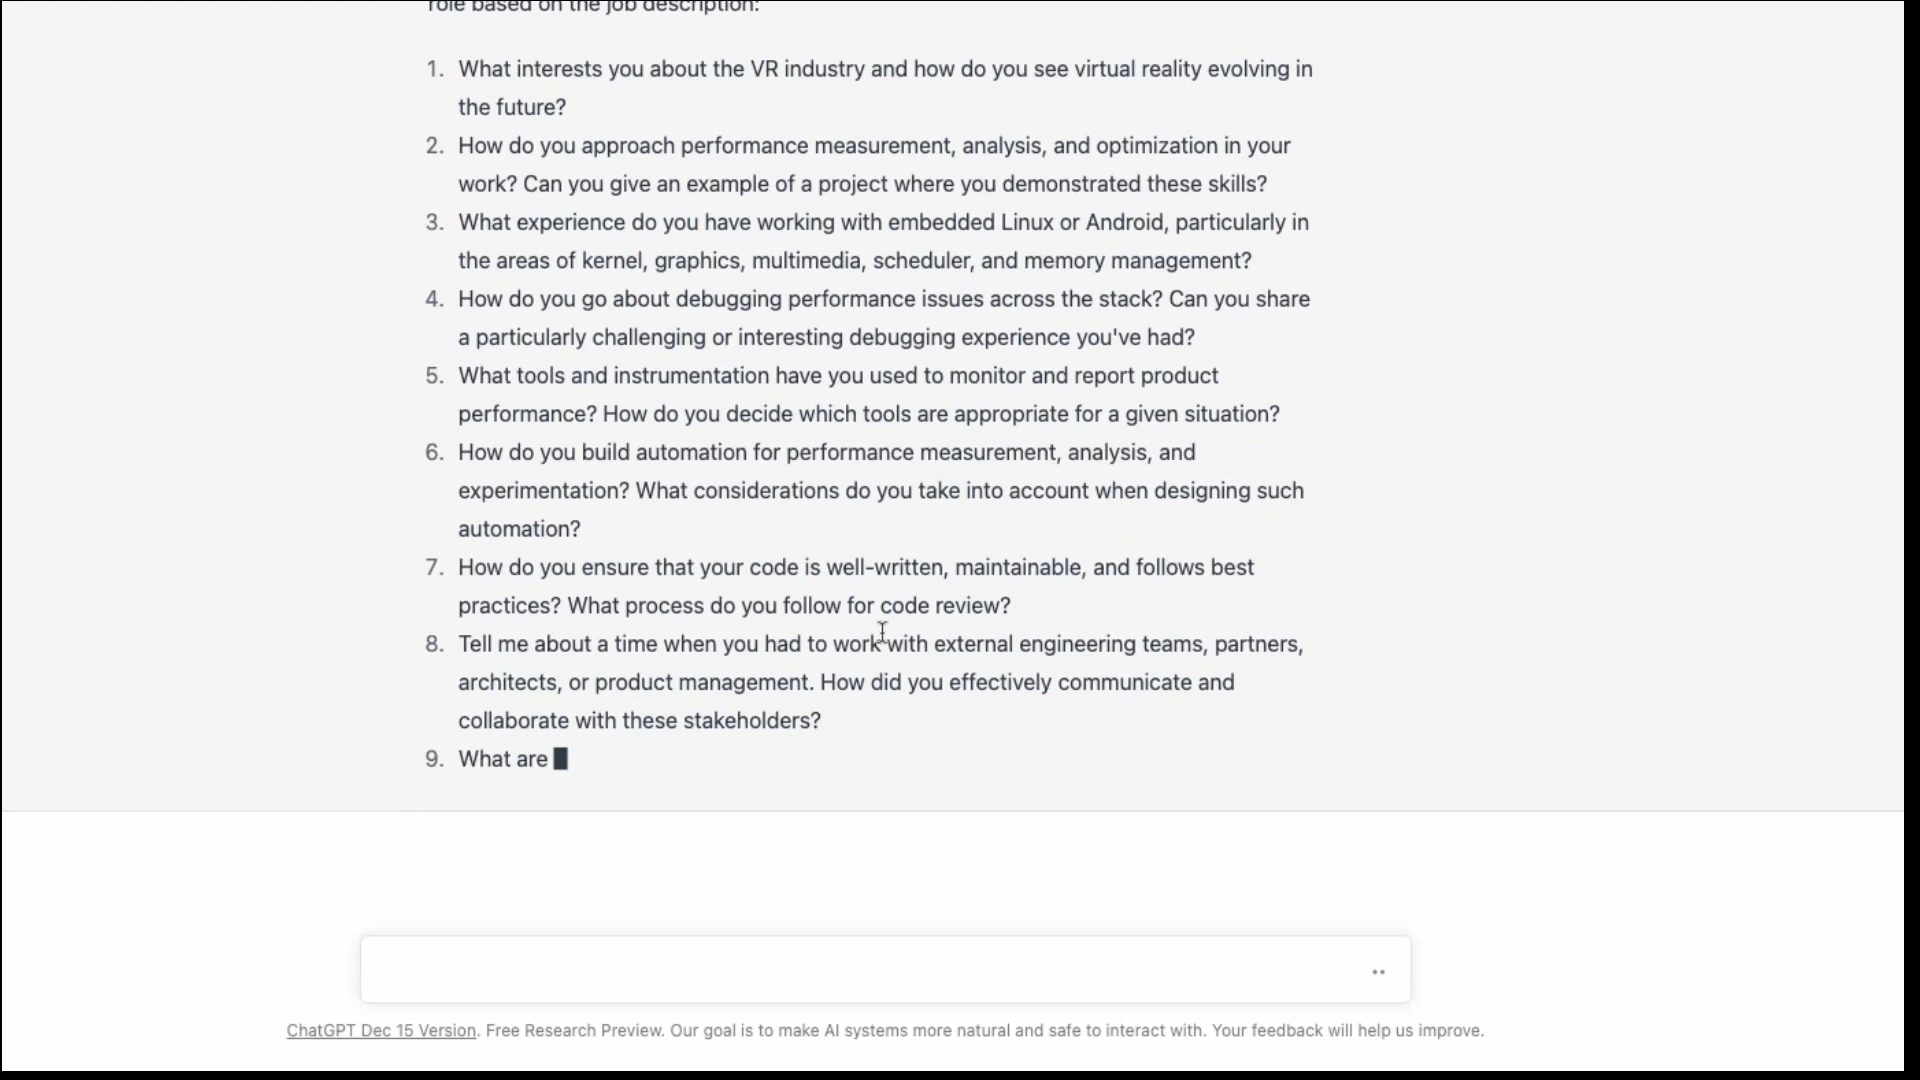 role based on the job description:
1. What interests you about the VR industry and how do you see virtual reality evolving in
the future?
2. How do you approach performance measurement, analysis, and optimization in your
work? Can you give an example of a project where you demonstrated these skills?
3. What experience do you have working with embedded Linux or Android, particularly in
the areas of kernel, graphics, multimedia, scheduler, and memory management?
4. How do you go about debugging performance issues across the stack? Can you share
a particularly challenging or interesting debugging experience you've had?
5. What tools and instrumentation have you used to monitor and report product
performance? How do you decide which tools are appropriate for a given situation?
6. How do you build automation for performance measurement, analysis, and
experimentation? What considerations do you take into account when designing such
automation?
7. How do you ensure that your code is well-written, maintainable, and follows best
practices? What process do you follow for code review?
8. Tell me about a time when you had to work with external engineering teams, partners,
architects, or product management. How did you effectively communicate and
collaborate with these stakeholders?
9. What are
ChatGPT Dec 15 Version. Free Research Preview. Our goal is to make AI systems more natural and safe to interact with. Your feedback will help us improve.